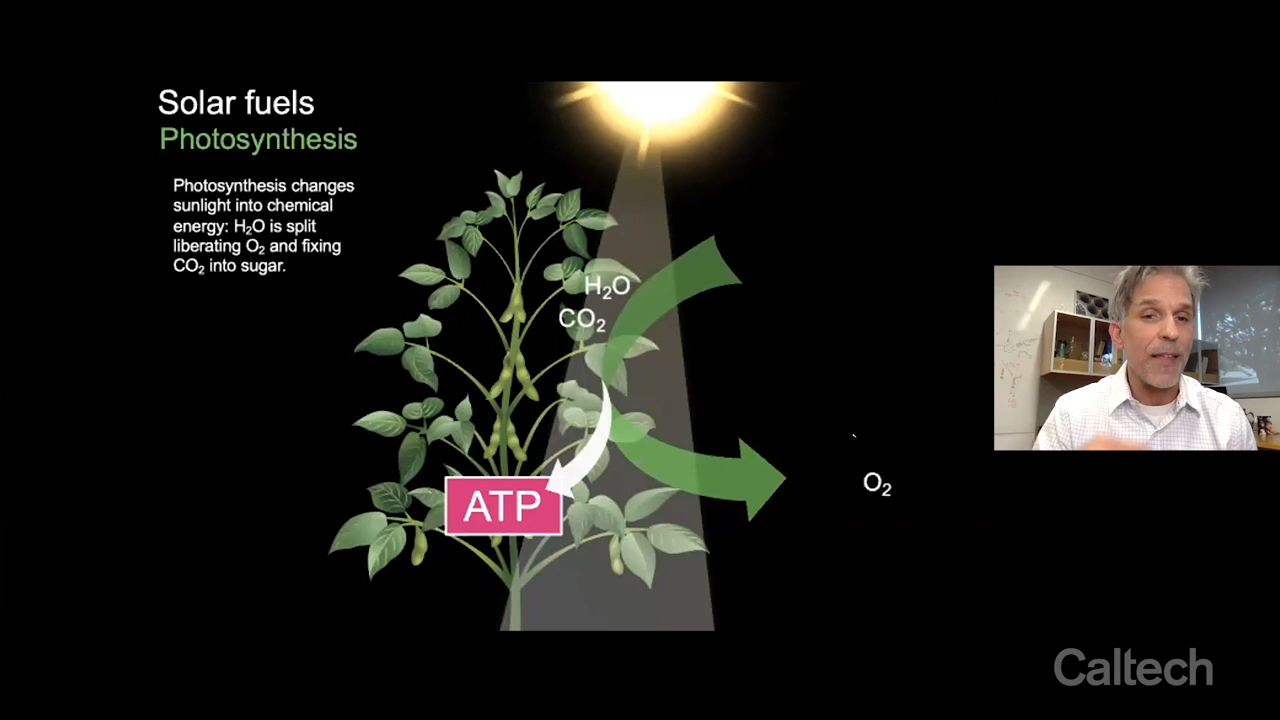 Solar fuels
Photosynthesis
Photosynthesis changes
sunlight into chemical
energy: H₂O is split
liberating O₂ and fixing
CO₂ into sugar.
H₂O
CO₂
ATP
O₂
Caltech